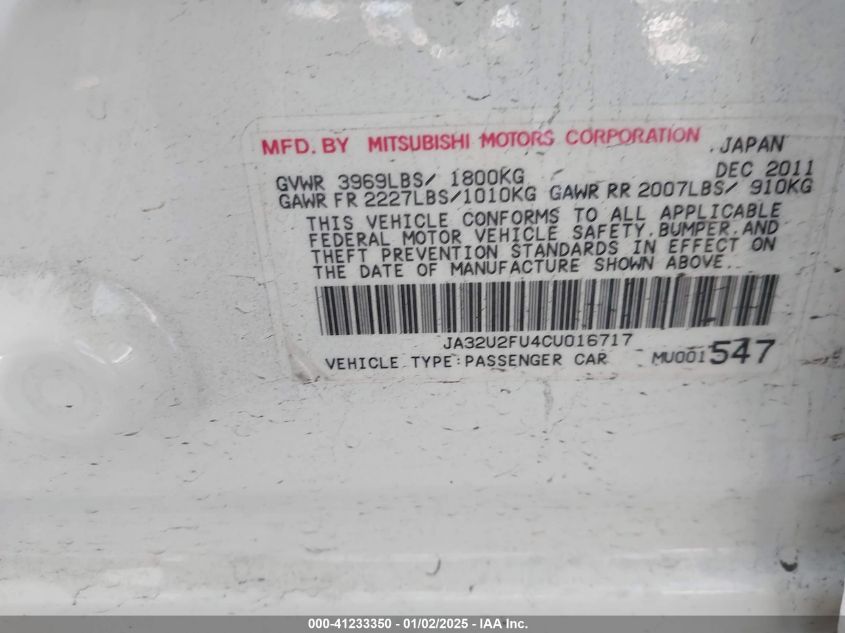 MFD. BY MITSUBISHI MOTORS CORPORATION , JAPAN
GVWR 3969LBS/ 1800KG DEC 2011
GAWR FR 2227LBS/1010KG GAWR RR 2007LBS/ 910KG
THIS VEHICLE CONFORMS TO ALL APPLICABLE
FEDERAL MOTOR VEHICLE SAFETY, BUMPER, AND
THEFT PREVENTION STANDARDS IN EFFECT ON
THE DATE OF MANUFACTURE SHOWN ABOVE.
JA32U2FU4CU016717
VEHICLE TYPE:PASSENGER CAR MU001547
000-41233350 - 01/02/2025 - IAA Inc.